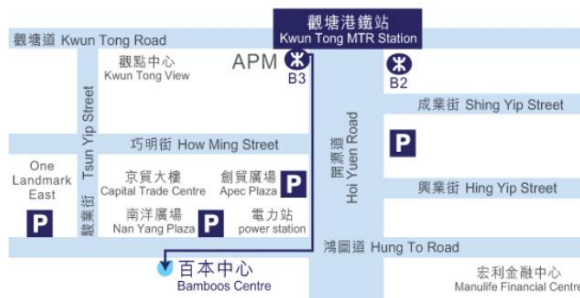 觀塘港鐵站
Kwun Tong MTR Station
觀塘道 Kwun Tong Road
觀點中心
Kwun Tong View
APM
B3
B2
駿業街 Tsun Yip Street
成業街 Shing Yip Street
巧明街 How Ming Street
開源道
Hoi Yuen Road
P
One
Landmark
East
P
京貿大樓
Capital Trade Centre
創貿廣場
Apec Plaza
P
興業街 Hing Yip Street
南洋廣場
Nan Yang Plaza
P
電力站
power station
鴻圖道 Hung To Road
百本中心
Bamboos Centre
宏利金融中心
Manulife Financial Centre